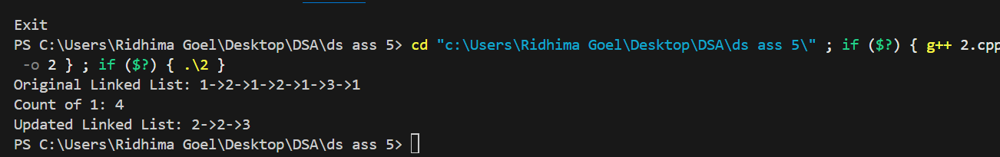 Exit
PS C:\Users\Ridhima Goel\Desktop\DSA\ds ass 5> cd "c:\Users\Ridhima Goel\Desktop\DSA\ds ass 5\" ; if ($?) { g++ 2.cpp
 -o 2 } ; if ($?) { .\2 }
Original Linked List: 1->2->1->2->1->3->1
Count of 1: 4
Updated Linked List: 2->2->3
PS C:\Users\Ridhima Goel\Desktop\DSA\ds ass 5>